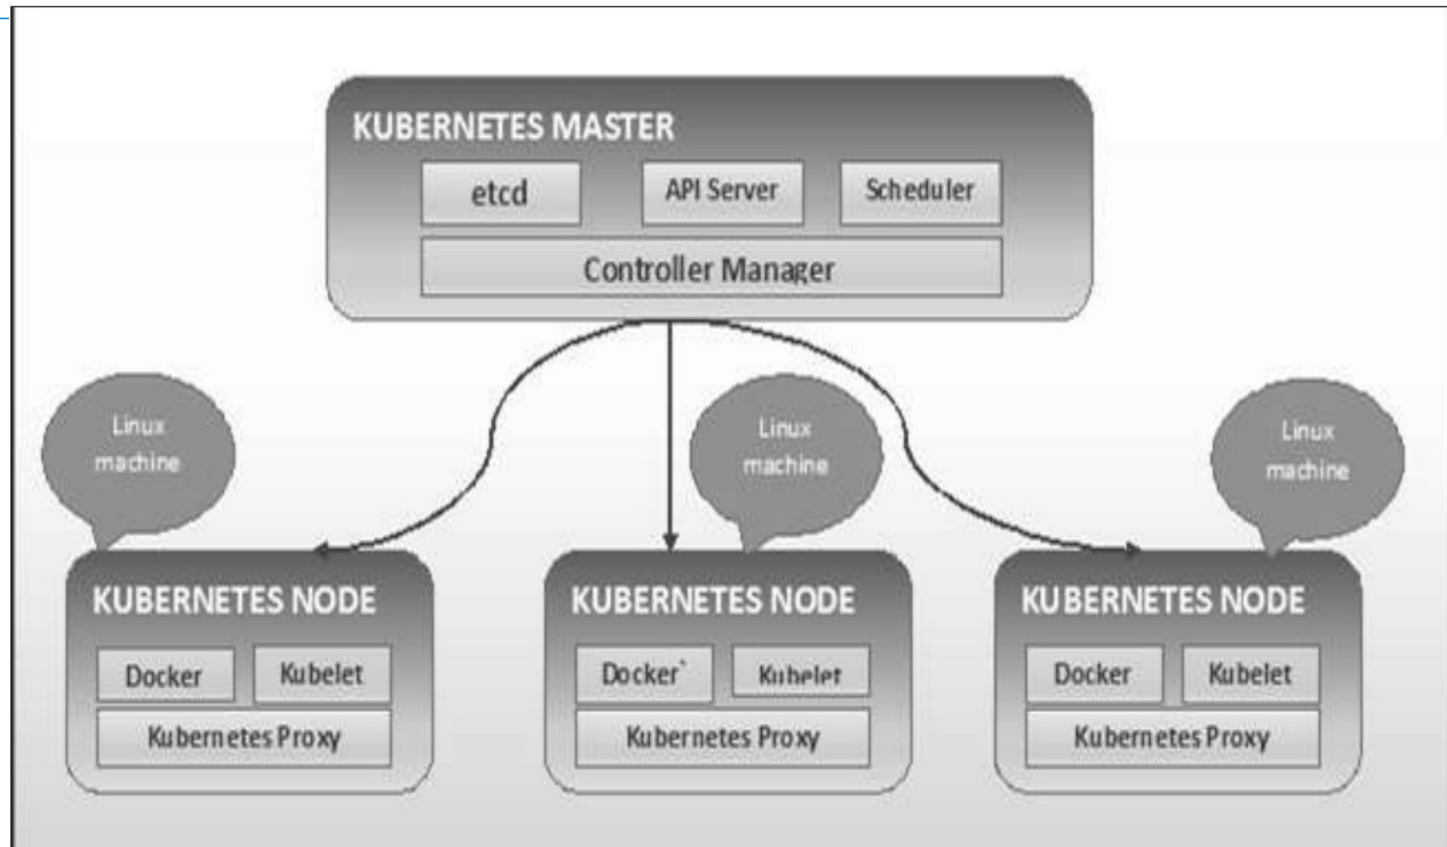 KUBERNETES MASTER
etcd
API Server
Scheduler
Controller Manager
Linux
machine
Linux
machine
Linux
machine
KUBERNETES NODE
Docker
Kubelet
Kubernetes Proxy
KUBERNETES NODE
Docker
Kubelet
Kubernetes Proxy
KUBERNETES NODE
Docker
Kubelet
Kubernetes Proxy